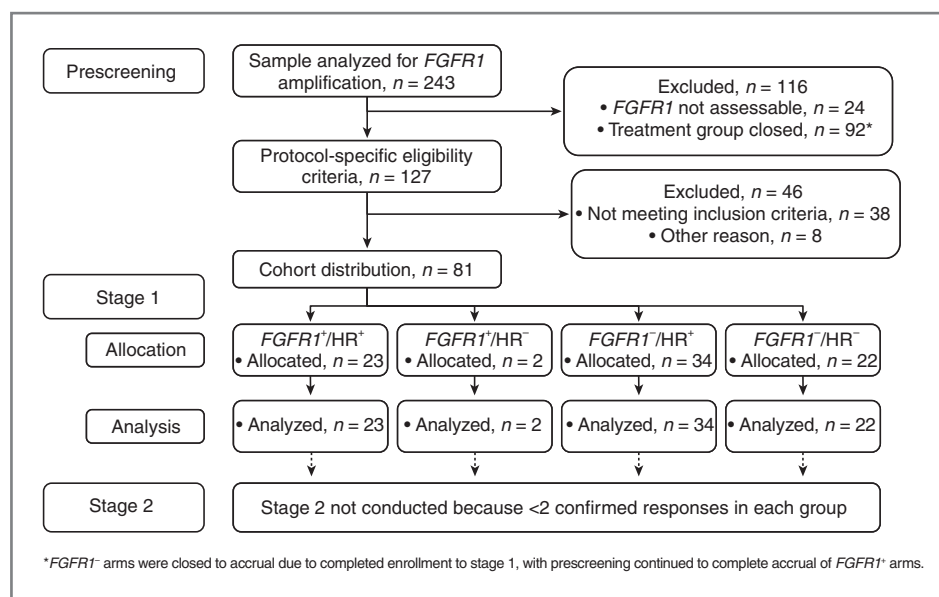 Prescreening
Sample analyzed for FGFR1
amplification, n = 243
Excluded, n = 116
• FGFR1 not assessable, n = 24
• Treatment group closed, n = 92*
Protocol-specific eligibility
criteria, n = 127
Excluded, n = 46
• Not meeting inclusion criteria, n = 38
• Other reason, n = 8
Cohort distribution, n = 81
Stage 1
Allocation
FGFR1⁺/HR⁺
• Allocated, n = 23
FGFR1⁺/HR⁻
• Allocated, n = 2
FGFR1⁻/HR⁺
• Allocated, n = 34
FGFR1⁻/HR⁻
• Allocated, n = 22
Analysis
• Analyzed, n = 23
• Analyzed, n = 2
• Analyzed, n = 34
• Analyzed, n = 22
Stage 2
Stage 2 not conducted because <2 confirmed responses in each group
*FGFR1⁻ arms were closed to accrual due to completed enrollment to stage 1, with prescreening continued to complete accrual of FGFR1⁺ arms.